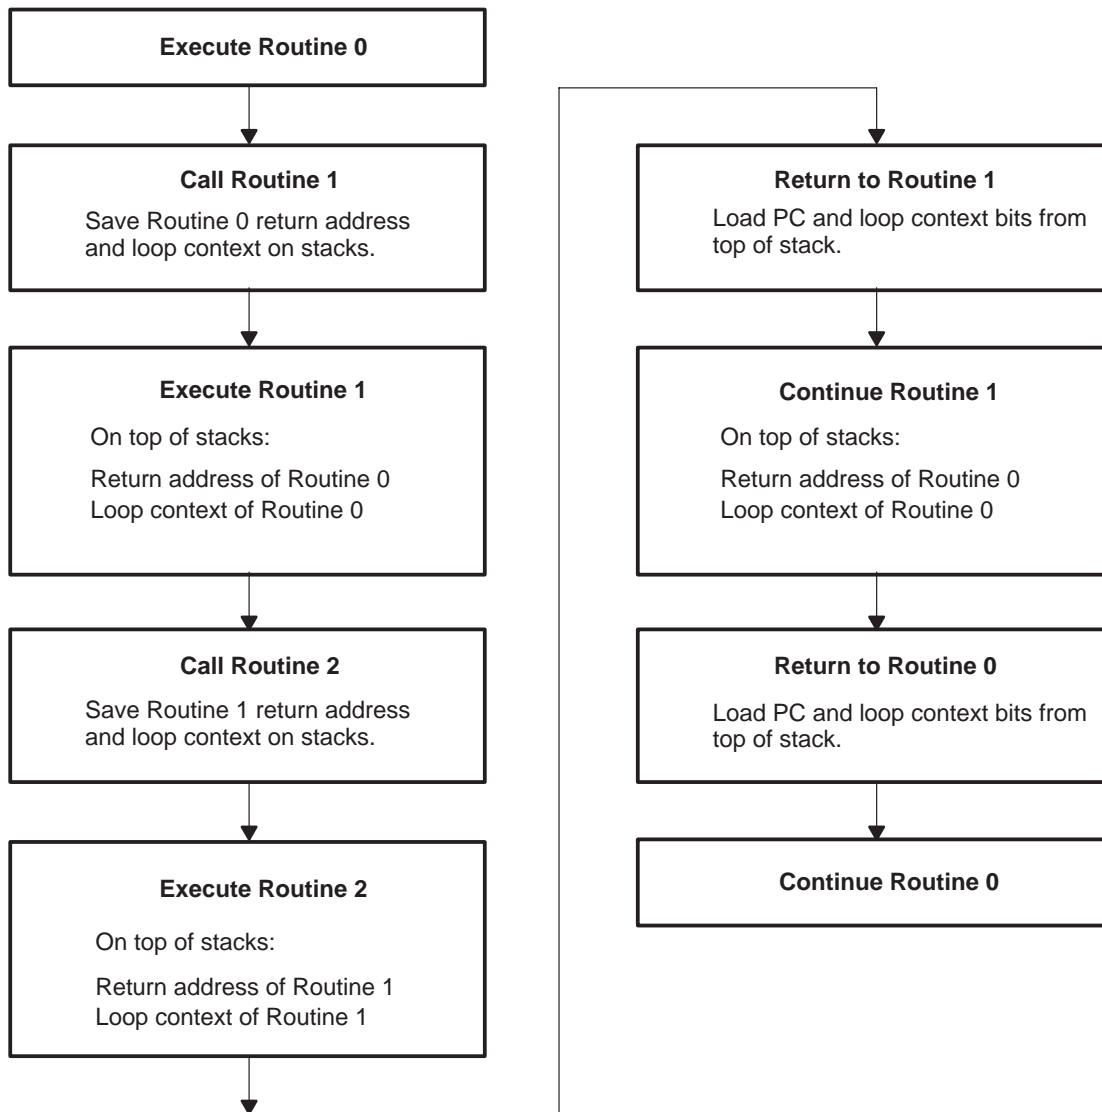 Execute Routine 0
Call Routine 1
Save Routine 0 return address
and loop context on stacks.
Execute Routine 1
On top of stacks:
Return address of Routine 0
Loop context of Routine 0
Call Routine 2
Save Routine 1 return address
and loop context on stacks.
Execute Routine 2
On top of stacks:
Return address of Routine 1
Loop context of Routine 1
Return to Routine 1
Load PC and loop context bits from
top of stack.
Continue Routine 1
On top of stacks:
Return address of Routine 0
Loop context of Routine 0
Return to Routine 0
Load PC and loop context bits from
top of stack.
Continue Routine 0